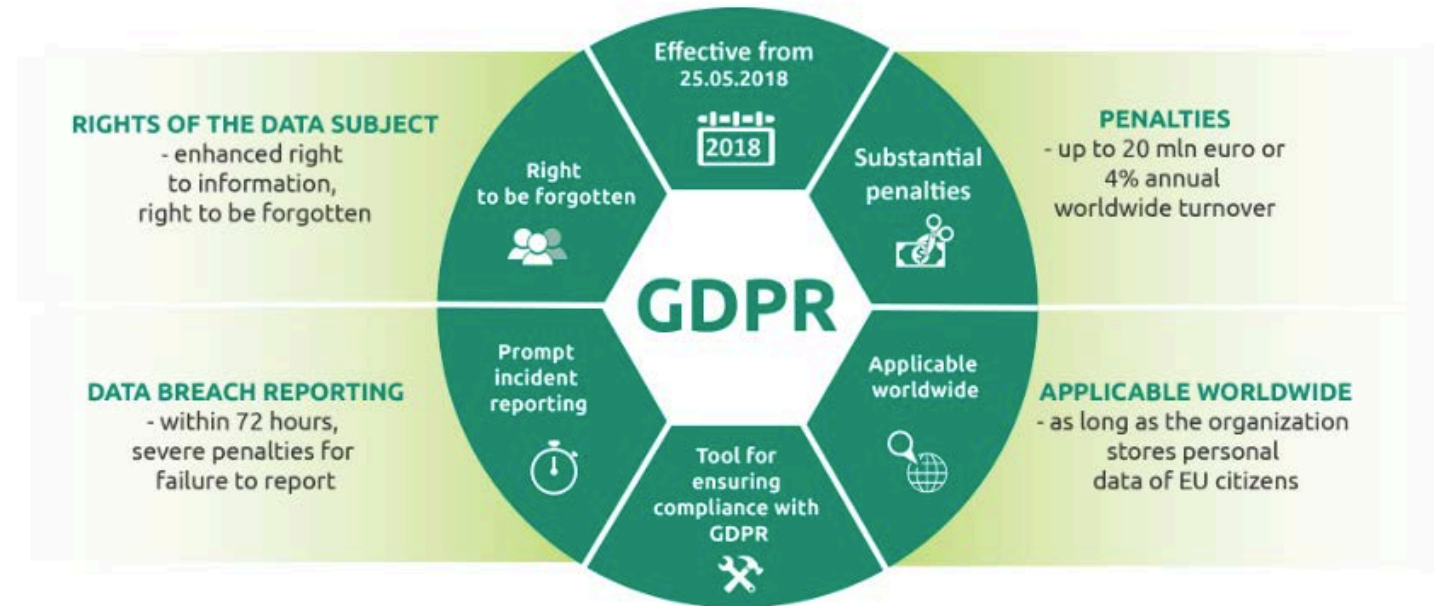 Effective from
25.05.2018
2018
RIGHTS OF THE DATA SUBJECT
- enhanced right
to information,
right to be forgotten
Right
to be forgotten
Substantial
penalties
PENALTIES
- up to 20 mln euro or
4% annual
worldwide turnover
GDPR
DATA BREACH REPORTING
- within 72 hours,
severe penalties for
failure to report
Prompt
incident
reporting
Applicable
worldwide
APPLICABLE WORLDWIDE
- as long as the organization
stores personal
data of EU citizens
Tool for
ensuring
compliance with
GDPR